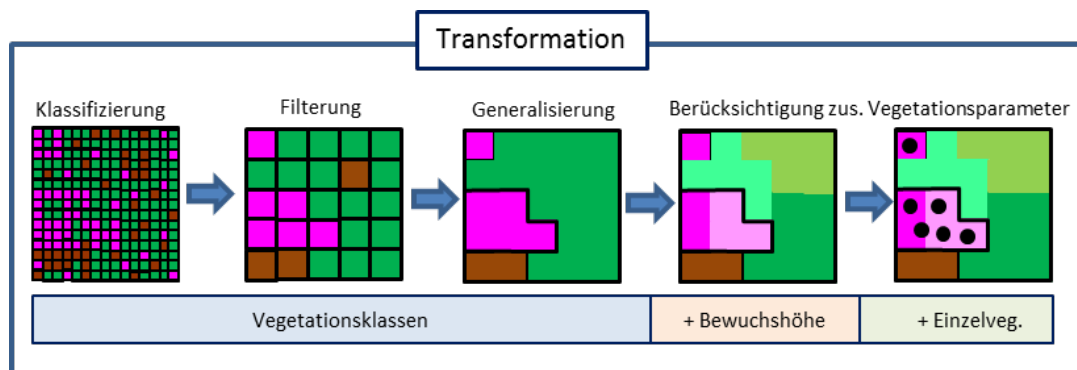 Transformation
Klassifizierung
Filterung
Generalisierung
Berücksichtigung zus. Vegetationsparameter
Vegetationsklassen
+ Bewuchshöhe
+ Einzelveg.